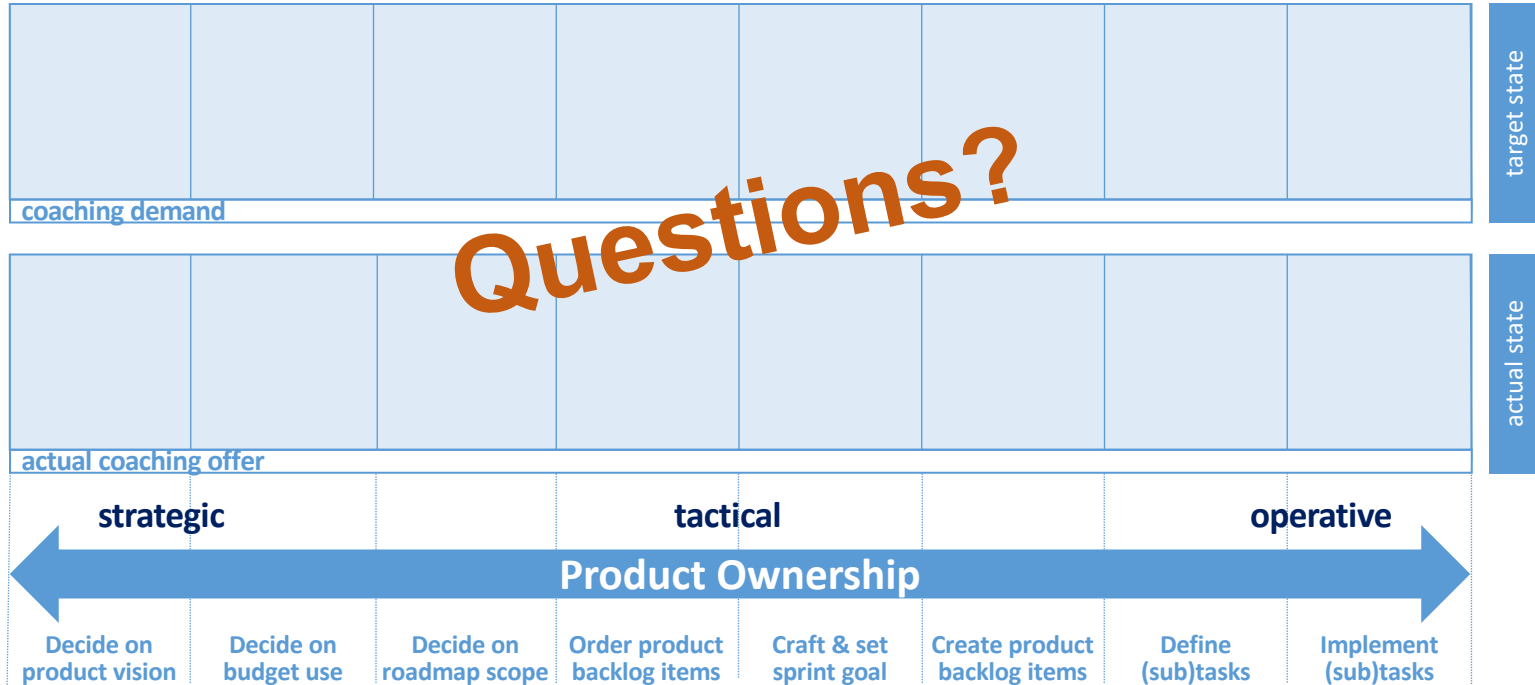 target state
Questions?
coaching demand
actual state
actual coaching offer
strategic
tactical
operative
Product Ownership
Decide on
product vision
Decide on
budget use
Decide on
roadmap scope
Order product
backlog items
Craft & set
sprint goal
Create product
backlog items
Define
(sub)tasks
Implement
(sub)tasks